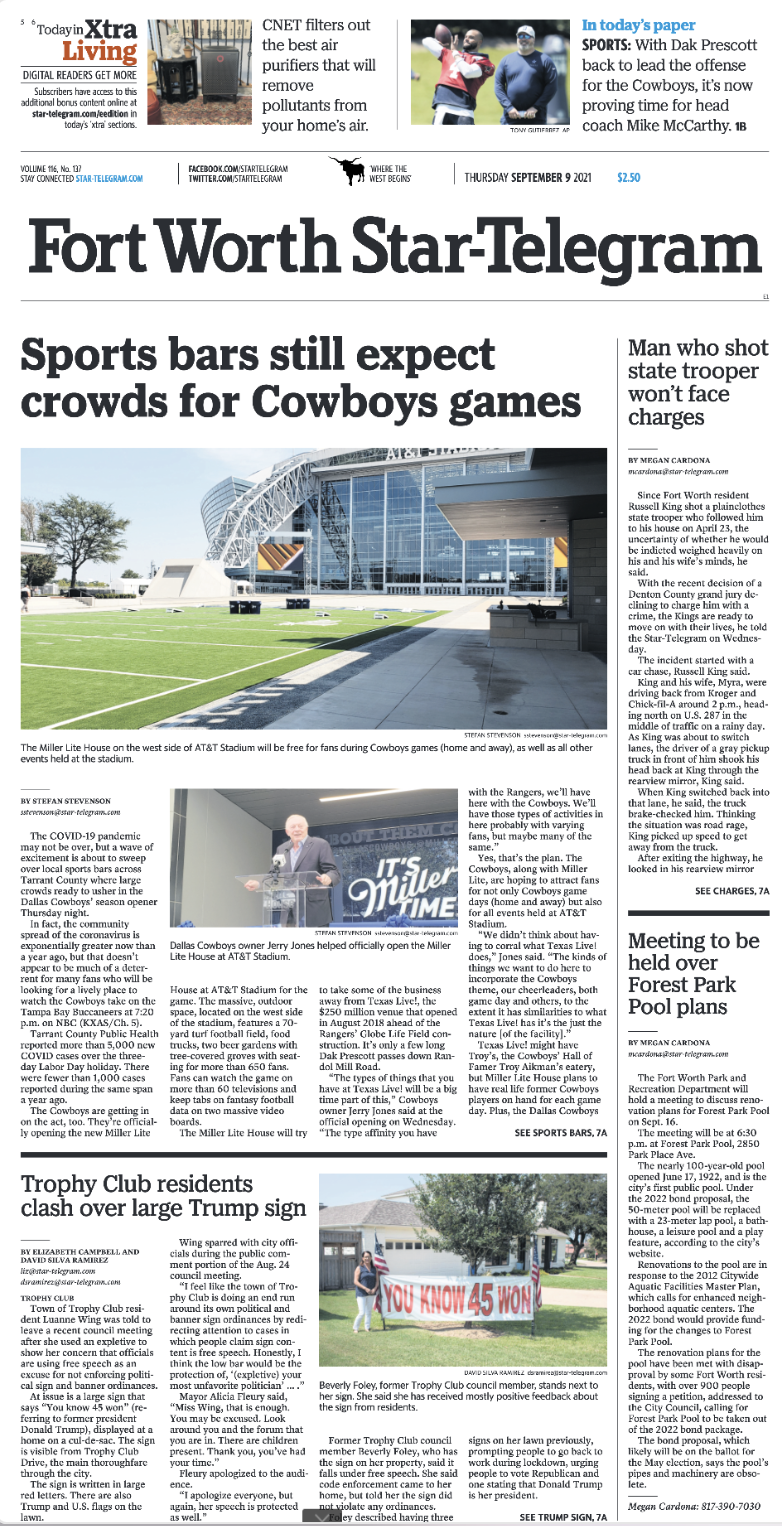 5 6
Today in Xtra
Living
DIGITAL READERS GET MORE
Subscribers have access to this
additional bonus content online at
star-telegram.com/eedition in
today's 'xtra' sections.
CNET filters out
the best air
purifiers that will
remove
pollutants from
your home's air.
TONY GUTIERREZ AP
In today's paper
SPORTS: With Dak Prescott
back to lead the offense
for the Cowboys, it's now
proving time for head
coach Mike McCarthy. 1B
VOLUME 116, No. 137
STAY CONNECTED STAR-TELEGRAM.COM
FACEBOOK.COM/STARTELEGRAM
TWITTER.COM/STARTELEGRAM
'WHERE THE
WEST BEGINS'
THURSDAY SEPTEMBER 9 2021
$2.50
Fort Worth Star-Telegram
E1
Sports bars still expect
crowds for Cowboys games
AT&T STADIUM
STEFAN STEVENSON sstevenson@star-telegram.com
The Miller Lite House on the west side of AT&T Stadium will be free for fans during Cowboys games (home and away), as well as all other
events held at the stadium.
BY STEFAN STEVENSON
sstevenson@star-telegram.com
The COVID-19 pandemic
may not be over, but a wave of
excitement is about to sweep
over local sports bars across
Tarrant County where large
crowds ready to usher in the
Dallas Cowboys' season opener
Thursday night.
In fact, the community
spread of the coronavirus is
exponentially greater now than
a year ago, but that doesn't
appear to be much of a deter-
rent for many fans who will be
looking for a lively place to
watch the Cowboys take on the
Tampa Bay Buccaneers at 7:20
p.m. on NBC (KXAS/Ch. 5).
Tarrant County Public Health
reported more than 5,000 new
COVID cases over the three-
day Labor Day holiday. There
were fewer than 1,000 cases
reported during the same span
a year ago.
The Cowboys are getting in
on the act, too. They're official-
ly opening the new Miller Lite
BOUT THEM C
IT'S
Miller
TIME
STEFAN STEVENSON sstevenson@star-telegram.com
Dallas Cowboys owner Jerry Jones helped officially open the Miller
Lite House at AT&T Stadium.
House at AT&T Stadium for the
game. The massive, outdoor
space, located on the west side
of the stadium, features a 70-
yard turf football field, food
trucks, two beer gardens with
tree-covered groves with seat-
ing for more than 650 fans.
Fans can watch the game on
more than 60 televisions and
keep tabs on fantasy football
data on two massive video
boards.
The Miller Lite House will try
to take some of the business
away from Texas Live!, the
$250 million venue that opened
in August 2018 ahead of the
Rangers' Globe Life Field con-
struction. It's only a few long
Dak Prescott passes down Ran-
dol Mill Road.
"The types of things that you
have at Texas Live! will be a big
time part of this," Cowboys
owner Jerry Jones said at the
official opening on Wednesday.
"The type affinity you have
with the Rangers, we'll have
here with the Cowboys. We'll
have those types of activities in
here probably with varying
fans, but maybe many of the
same."
Yes, that's the plan. The
Cowboys, along with Miller
Lite, are hoping to attract fans
for not only Cowboys game
days (home and away) but also
for all events held at AT&T
Stadium.
"We didn't think about hav-
ing to corral what Texas Live!
does," Jones said. "The kinds of
things we want to do here to
incorporate the Cowboys
theme, our cheerleaders, both
game day and others, to the
extent it has similarities to what
Texas Live! has it's the just the
nature [of the facility]."
Texas Live! might have
Troy's, the Cowboys' Hall of
Famer Troy Aikman's eatery,
but Miller Lite House plans to
have real life former Cowboys
players on hand for each game
day. Plus, the Dallas Cowboys
SEE SPORTS BARS, 7A
Man who shot
state trooper
won't face
charges
BY MEGAN CARDONA
mcardona@star-telegram.com
Since Fort Worth resident
Russell King shot a plainclothes
state trooper who followed him
to his house on April 23, the
uncertainty of whether he would
be indicted weighed heavily on
his and his wife's minds, he
said.
With the recent decision of a
Denton County grand jury de-
clining to charge him with a
crime, the Kings are ready to
move on with their lives, he told
the Star-Telegram on Wednes-
day.
The incident started with a
car chase, Russell King said.
King and his wife, Myra, were
driving back from Kroger and
Chick-fil-A around 2 p.m., head-
ing north on U.S. 287 in the
middle of traffic on a rainy day.
As King was about to switch
lanes, the driver of a gray pickup
truck in front of him shook his
head back at King through the
rearview mirror, King said.
When King switched back into
that lane, he said, the truck
brake-checked him. Thinking
the situation was road rage,
King picked up speed to get
away from the truck.
After exiting the highway, he
looked in his rearview mirror
SEE CHARGES, 7A
Meeting to be
held over
Forest Park
Pool plans
BY MEGAN CARDONA
mcardona@star-telegram.com
The Fort Worth Park and
Recreation Department will
hold a meeting to discuss reno-
vation plans for Forest Park Pool
on Sept. 16.
The meeting will be at 6:30
p.m. at Forest Park Pool, 2850
Park Place Ave.
The nearly 100-year-old pool
opened June 17, 1922, and is the
city's first public pool. Under
the 2022 bond proposal, the
50-meter pool will be replaced
with a 23-meter lap pool, a bath-
house, a leisure pool and a play
feature, according to the city's
website.
Renovations to the pool are in
response to the 2012 Citywide
Aquatic Facilities Master Plan,
which calls for enhanced neigh-
borhood aquatic centers. The
2022 bond would provide fund-
ing for the changes to Forest
Park Pool.
The renovation plans for the
pool have been met with disap-
proval by some Fort Worth resi-
dents, with over 900 people
signing a petition, addressed to
the City Council, calling for
Forest Park Pool to be taken out
of the 2022 bond package.
The bond proposal, which
likely will be on the ballot for
the May election, says the pool's
pipes and machinery are obso-
lete.
Megan Cardona: 817-390-7030
Trophy Club residents
clash over large Trump sign
BY ELIZABETH CAMPBELL AND
DAVID SILVA RAMIREZ
liz@star-telegram.com
dsramirez@star-telegram.com
TROPHY CLUB
Town of Trophy Club resi-
dent Luanne Wing was told to
leave a recent council meeting
after she used an expletive to
show her concern that officials
are using free speech as an
excuse for not enforcing politi-
cal sign and banner ordinances.
At issue is a large sign that
says "You know 45 won" (re-
ferring to former president
Donald Trump), displayed at a
home on a cul-de-sac. The sign
is visible from Trophy Club
Drive, the main thoroughfare
through the city.
The sign is written in large
red letters. There are also
Trump and U.S. flags on the
lawn.
Wing sparred with city offi-
cials during the public com-
ment portion of the Aug. 24
council meeting.
"I feel like the town of Tro-
phy Club is doing an end run
around its own political and
banner sign ordinances by redi-
recting attention to cases in
which people claim sign con-
tent is free speech. Honestly, I
think the low bar would be the
protection of, '(expletive) your
most unfavorite politician' ... ."
Mayor Alicia Fleury said,
"Miss Wing, that is enough.
You may be excused. Look
around you and the forum that
you are in. There are children
present. Thank you, you've had
your time."
Fleury apologized to the audi-
ence.
"I apologize everyone, but
again, her speech is protected
as well."
YOU KNOW 45 WON
DAVID SILVA RAMIREZ dsramirez@star-telegram.com
Beverly Foley, former Trophy Club council member, stands next to
her sign. She said she has received mostly positive feedback about
the sign from residents.
Former Trophy Club council
member Beverly Foley, who has
the sign on her property, said it
falls under free speech. She said
code enforcement came to her
home, but told her the sign did
not violate any ordinances.
Foley described having three
signs on her lawn previously,
prompting people to go back to
work during lockdown, urging
people to vote Republican and
one stating that Donald Trump
is her president.
SEE TRUMP SIGN, 7A